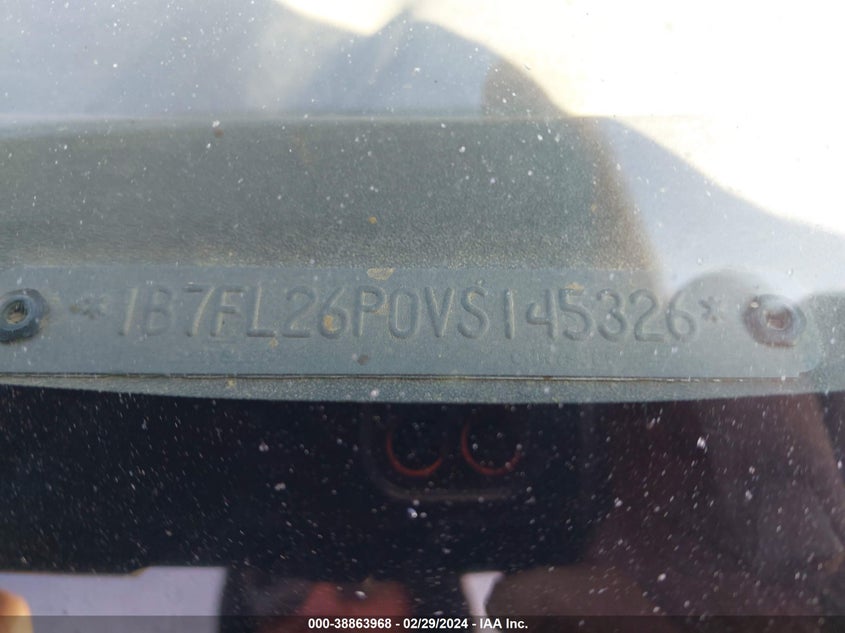 *1B7FL26P0VS145326*
000-38863968 - 02/29/2024 - IAA Inc.